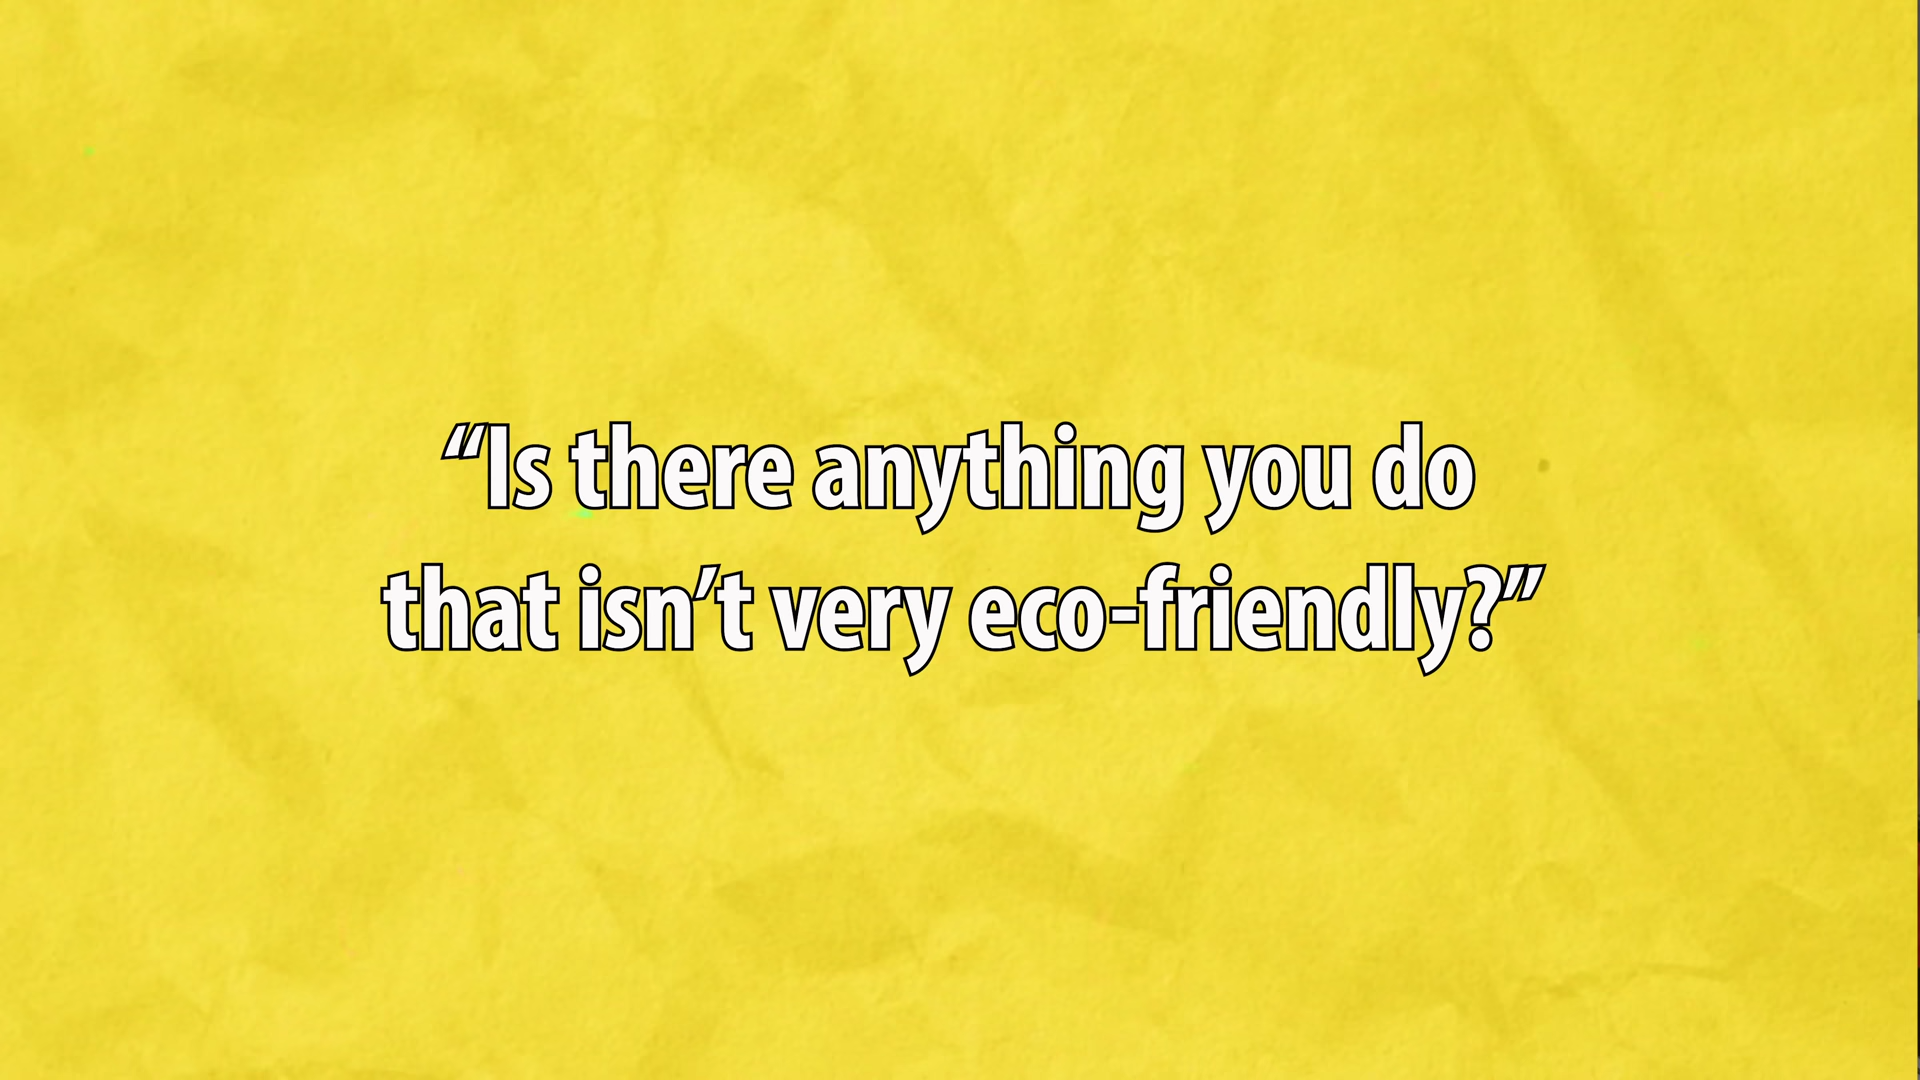 “Is there anything you do
that isn’t very eco-friendly?”